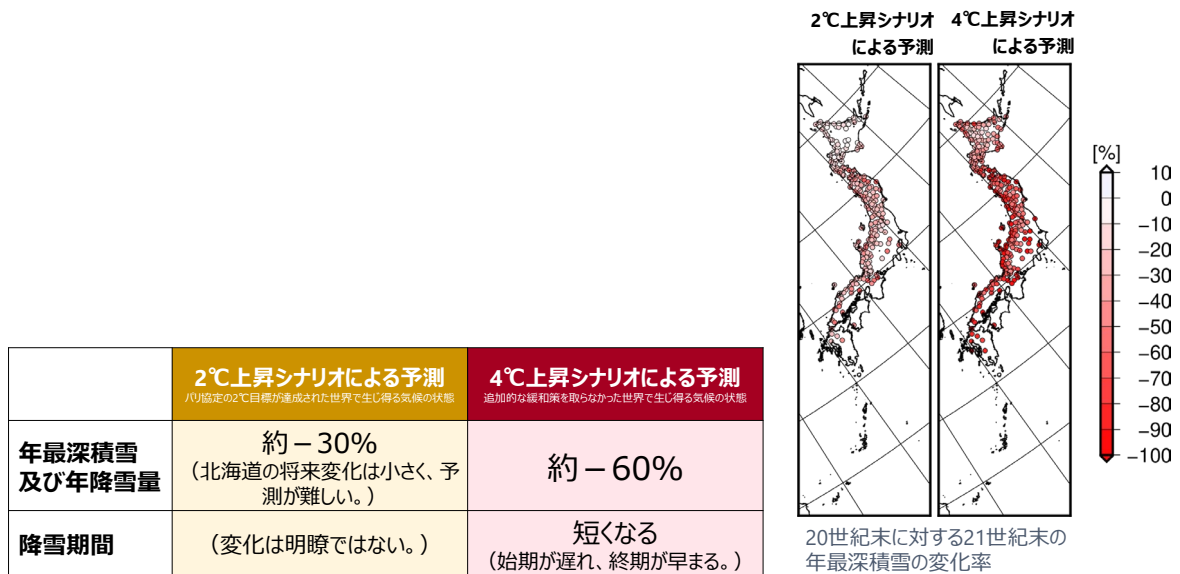 2℃上昇シナリオ
による予測
4℃上昇シナリオ
による予測
[%]
10
0
−10
−20
−30
−40
−50
−60
−70
−80
−90
−100
2℃上昇シナリオによる予測
パリ協定の2℃目標が達成された世界で生じ得る気候の状態
4℃上昇シナリオによる予測
追加的な緩和策を取らなかった世界で生じ得る気候の状態
年最深積雪
及び年降雪量
約－30%
（北海道の将来変化は小さく、予
測が難しい。）
約－60%
降雪期間
（変化は明瞭ではない。）
短くなる
（始期が遅れ、終期が早まる。）
20世紀末に対する21世紀末の
年最深積雪の変化率